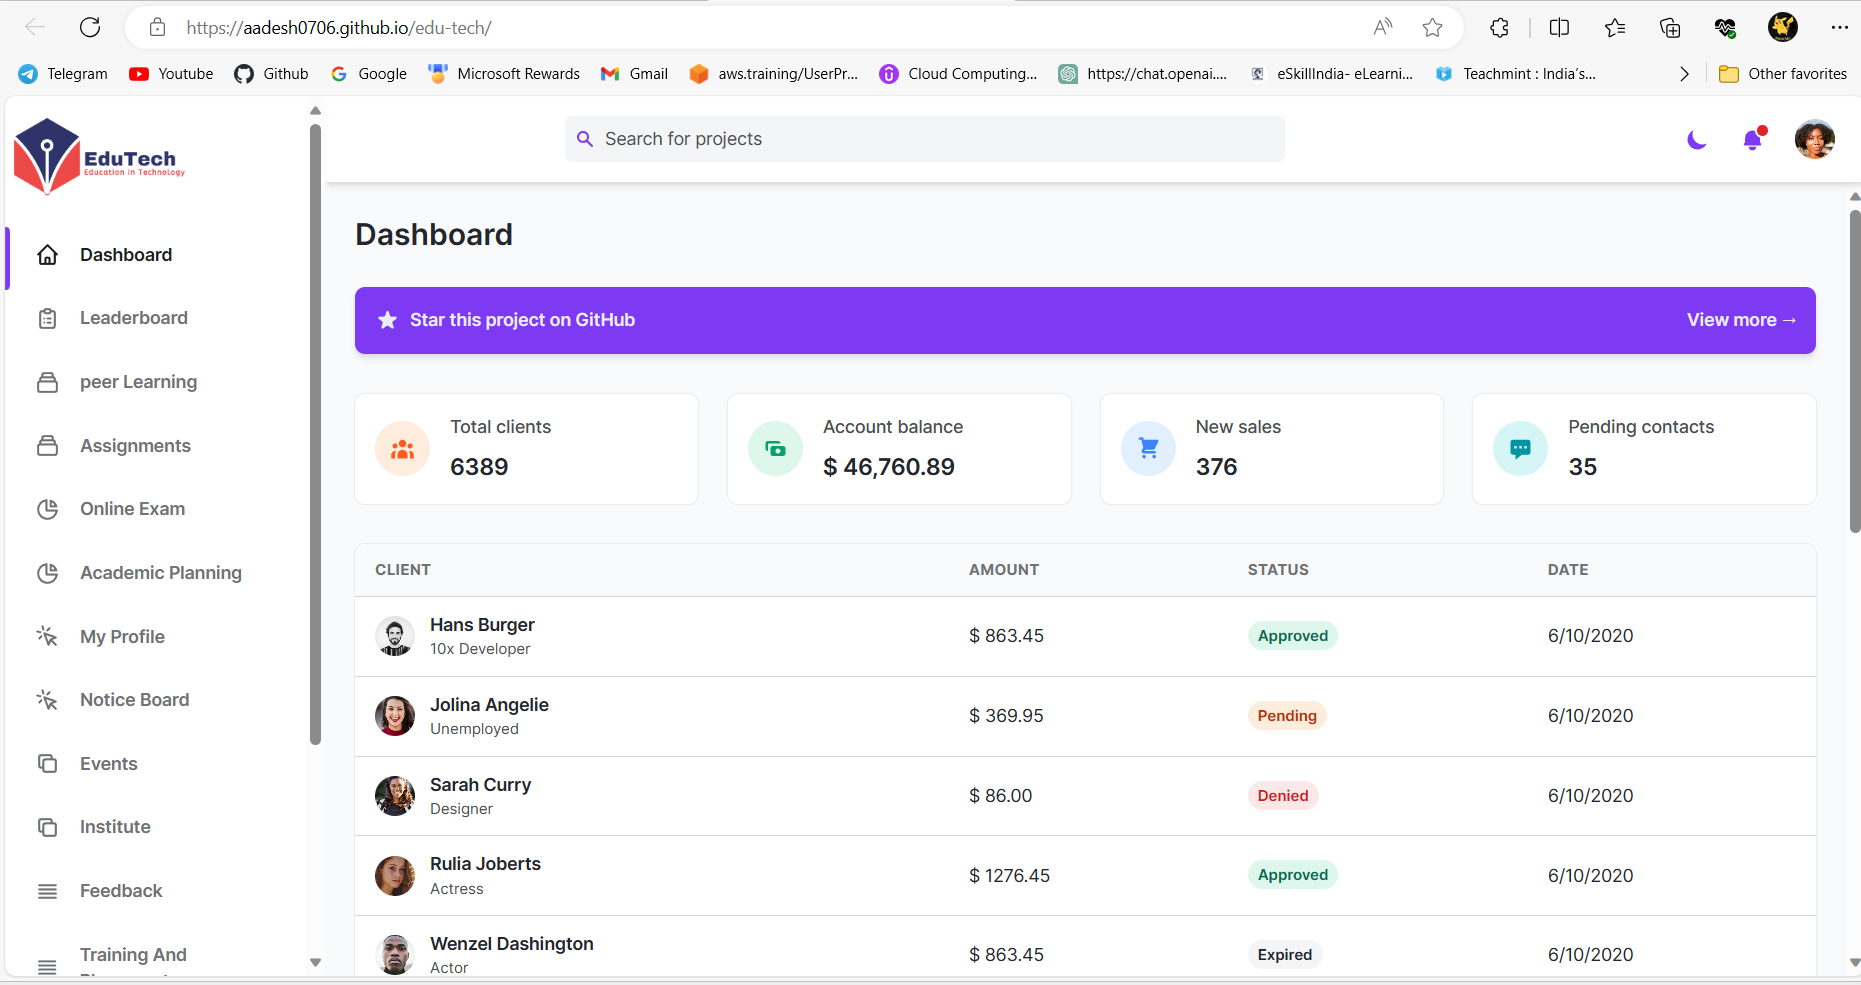 https://aadesh0706.github.io/edu-tech/
Telegram Youtube Github Google Microsoft Rewards Gmail aws.training/UserPr... Cloud Computing... https://chat.openai.... eSkillIndia- eLearni... Teachmint : India's... Other favorites
EduTech
Education in Technology
Search for projects
Dashboard
Leaderboard
peer Learning
Assignments
Online Exam
Academic Planning
My Profile
Notice Board
Events
Institute
Feedback
Training And
Dashboard
Star this project on GitHub View more →
Total clients
6389
Account balance
$ 46,760.89
New sales
376
Pending contacts
35
CLIENT AMOUNT STATUS DATE
Hans Burger
10x Developer
$ 863.45 Approved 6/10/2020
Jolina Angelie
Unemployed
$ 369.95 Pending 6/10/2020
Sarah Curry
Designer
$ 86.00 Denied 6/10/2020
Rulia Joberts
Actress
$ 1276.45 Approved 6/10/2020
Wenzel Dashington
Actor
$ 863.45 Expired 6/10/2020